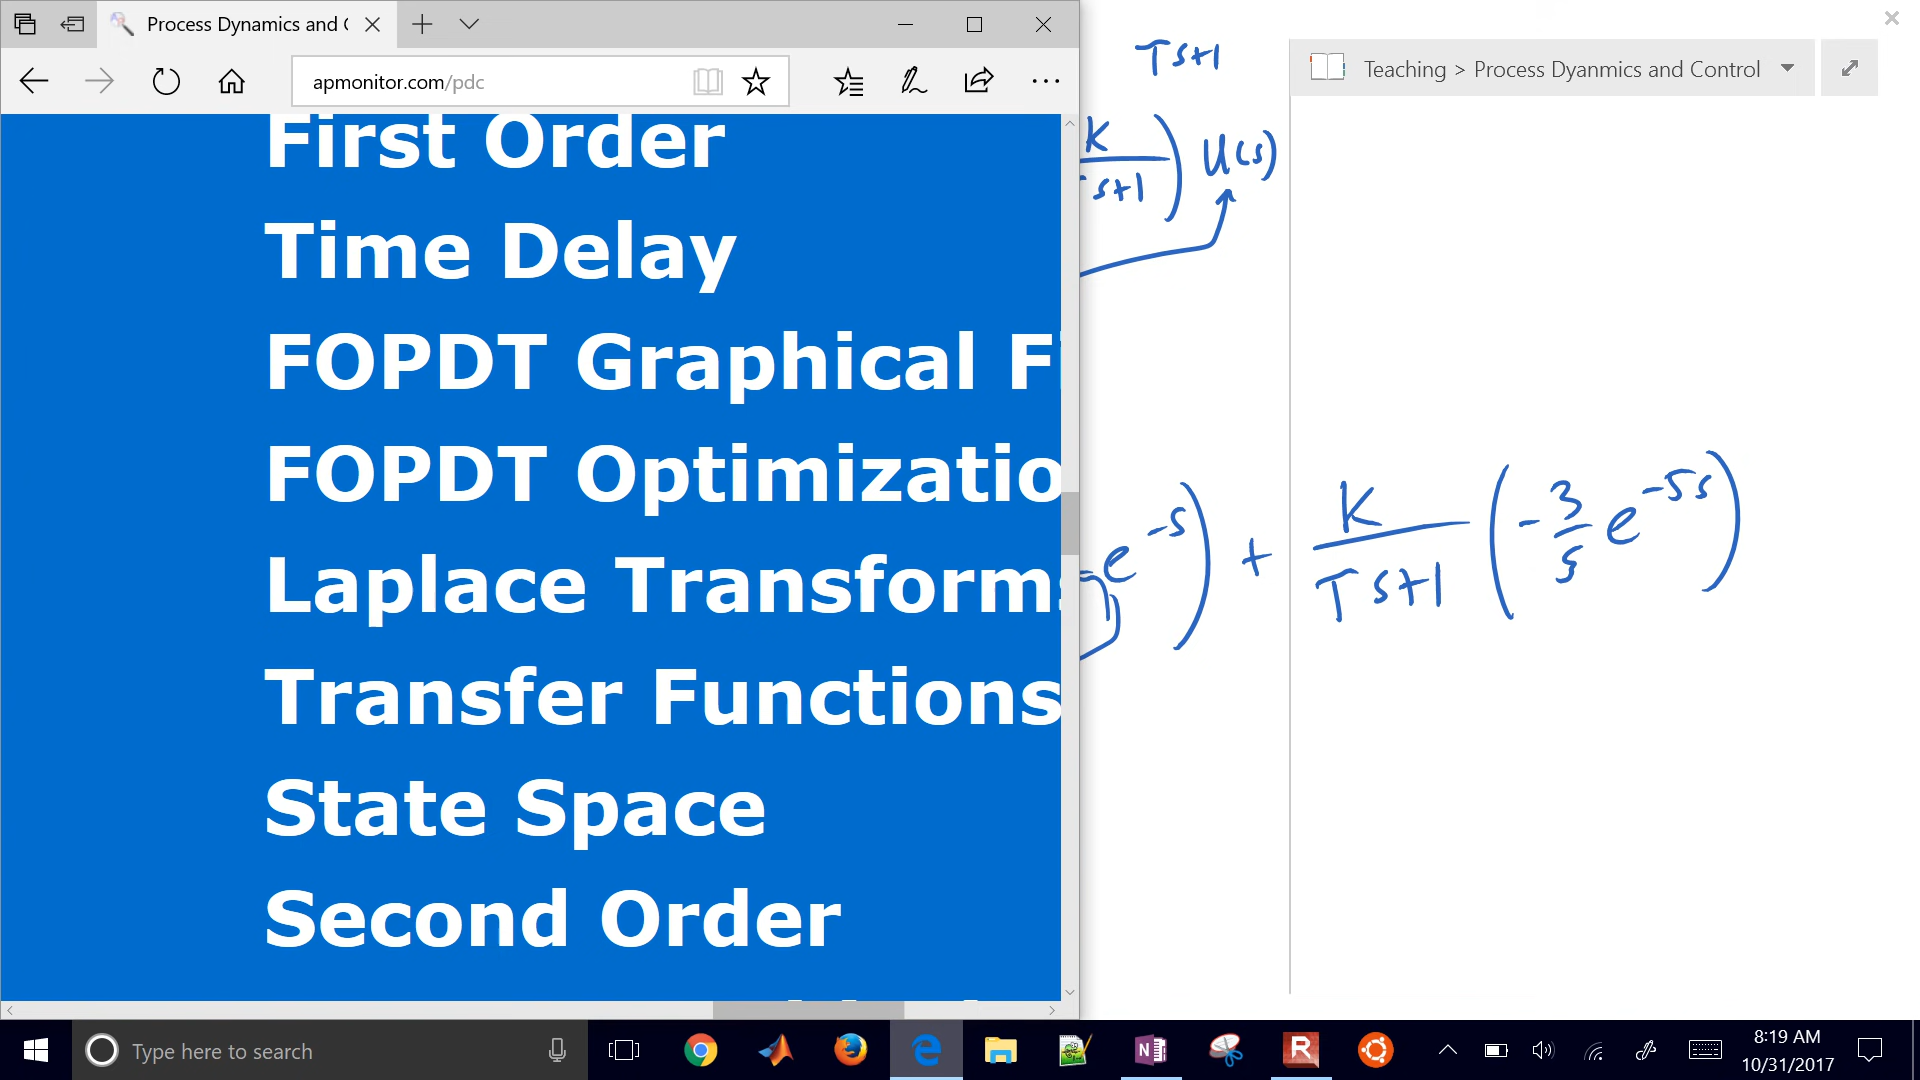 Process Dynamics and C
apmonitor.com/pdc
First Order
Time Delay
FOPDT Graphical Fi
FOPDT Optimizatio
Laplace Transforms
Transfer Functions
State Space
Second Order
Teaching > Process Dyanmics and Control
τs+1
K
τs+1 ) U(s)
e^-s ) + K/(τs+1) ( -3/s e^-5s )
Type here to search
8:19 AM
10/31/2017